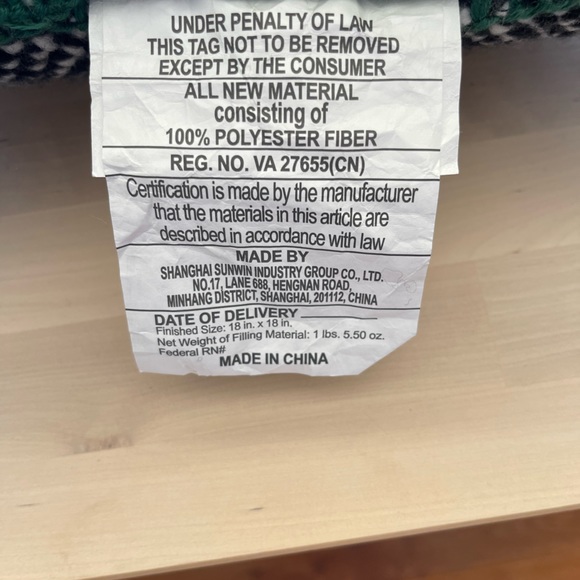 UNDER PENALTY OF LAW
THIS TAG NOT TO BE REMOVED
EXCEPT BY THE CONSUMER
ALL NEW MATERIAL
consisting of
100% POLYESTER FIBER
REG. NO. VA 27655(CN)
Certification is made by the manufacturer
that the materials in this article are
described in accordance with law
MADE BY
SHANGHAI SUNWIN INDUSTRY GROUP CO., LTD.
NO.17, LANE 688, HENGNAN ROAD,
MINHANG DISTRICT, SHANGHAI, 201112, CHINA
DATE OF DELIVERY
Finished Size: 18 in. x 18 in.
Net Weight of Filling Material: 1 lbs. 5.50 oz.
Federal RN#
MADE IN CHINA